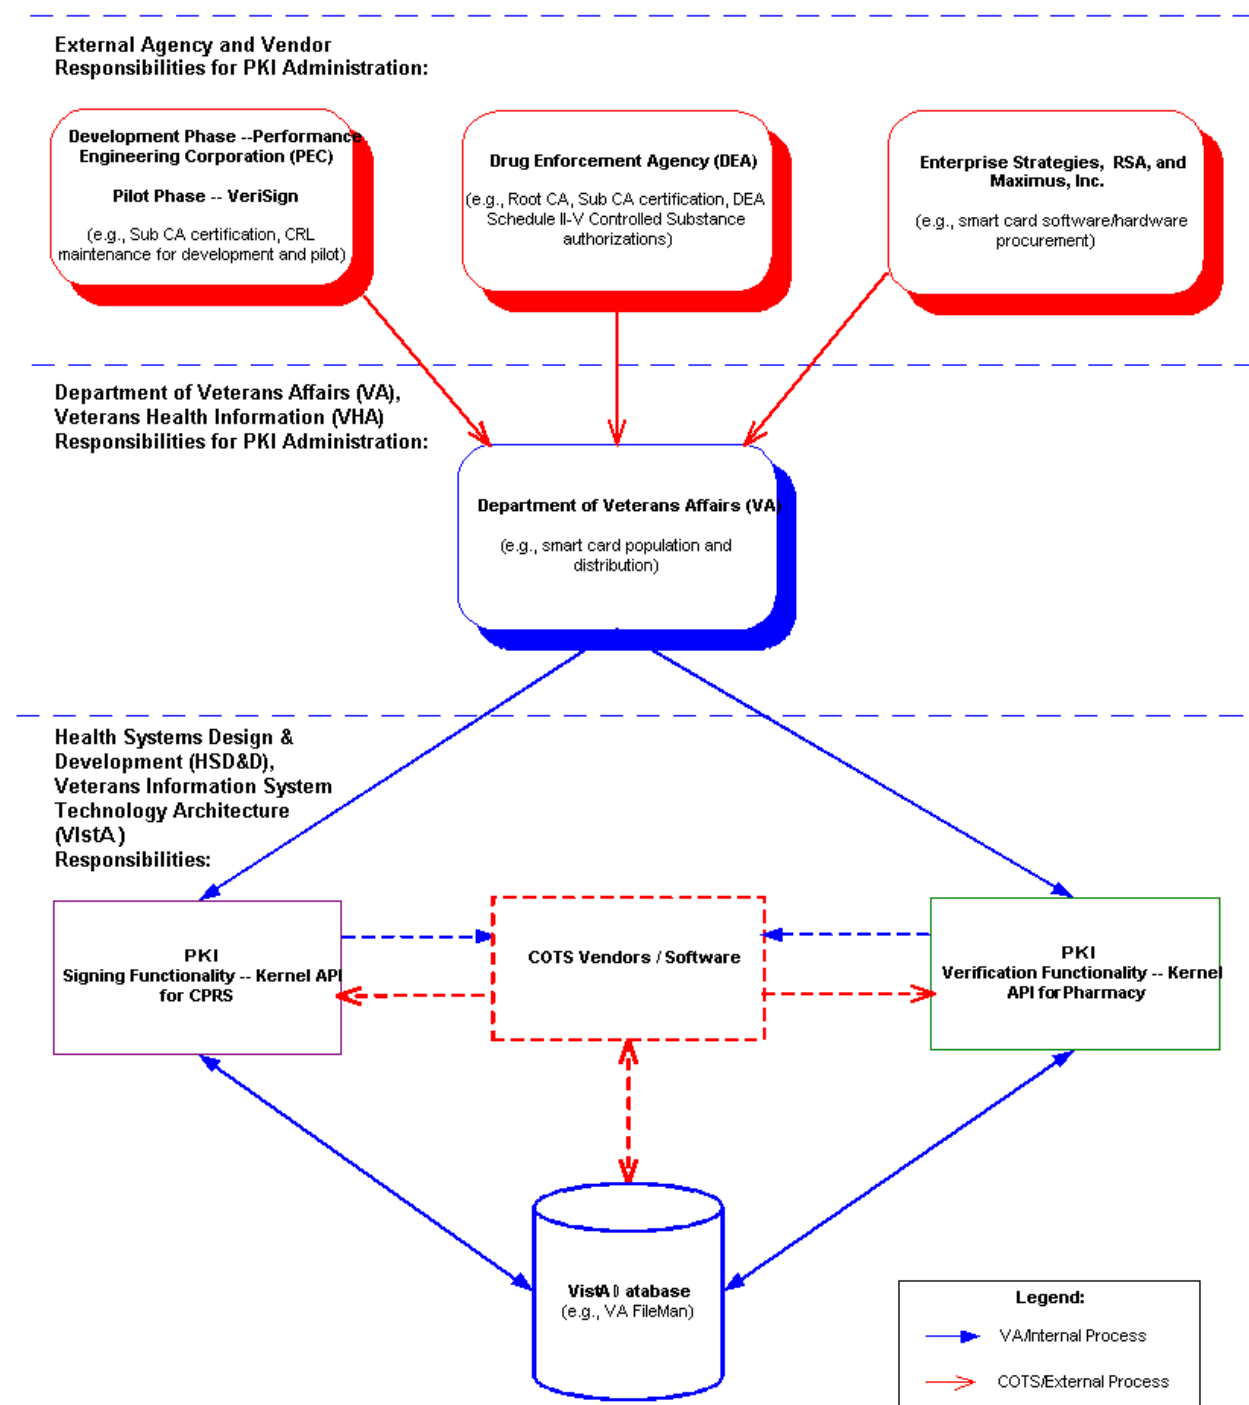 External Agency and Vendor
Responsibilities for PKI Administration:
Development Phase --Performance
Engineering Corporation (PEC)
Pilot Phase -- VeriSign
(e.g., Sub CA certification, CRL
maintenance for development and pilot)
Drug Enforcement Agency (DEA)
(e.g., Root CA, Sub CA certification, DEA
Schedule II-V Controlled Substance
authorizations)
Enterprise Strategies, RSA, and
Maximus, Inc.
(e.g., smart card software/hardware
procurement)
Department of Veterans Affairs (VA),
Veterans Health Information (VHA)
Responsibilities for PKI Administration:
Department of Veterans Affairs (VA)
(e.g., smart card population and
distribution)
Health Systems Design &
Development (HSD&D),
Veterans Information System
Technology Architecture
(VistA)
Responsibilities:
PKI
Signing Functionality -- Kernel API
for CPRS
COTS Vendors / Software
PKI
Verification Functionality -- Kernel
API for Pharmacy
VistA Database
(e.g., VA FileMan)
Legend:
VA/Internal Process
COTS/External Process